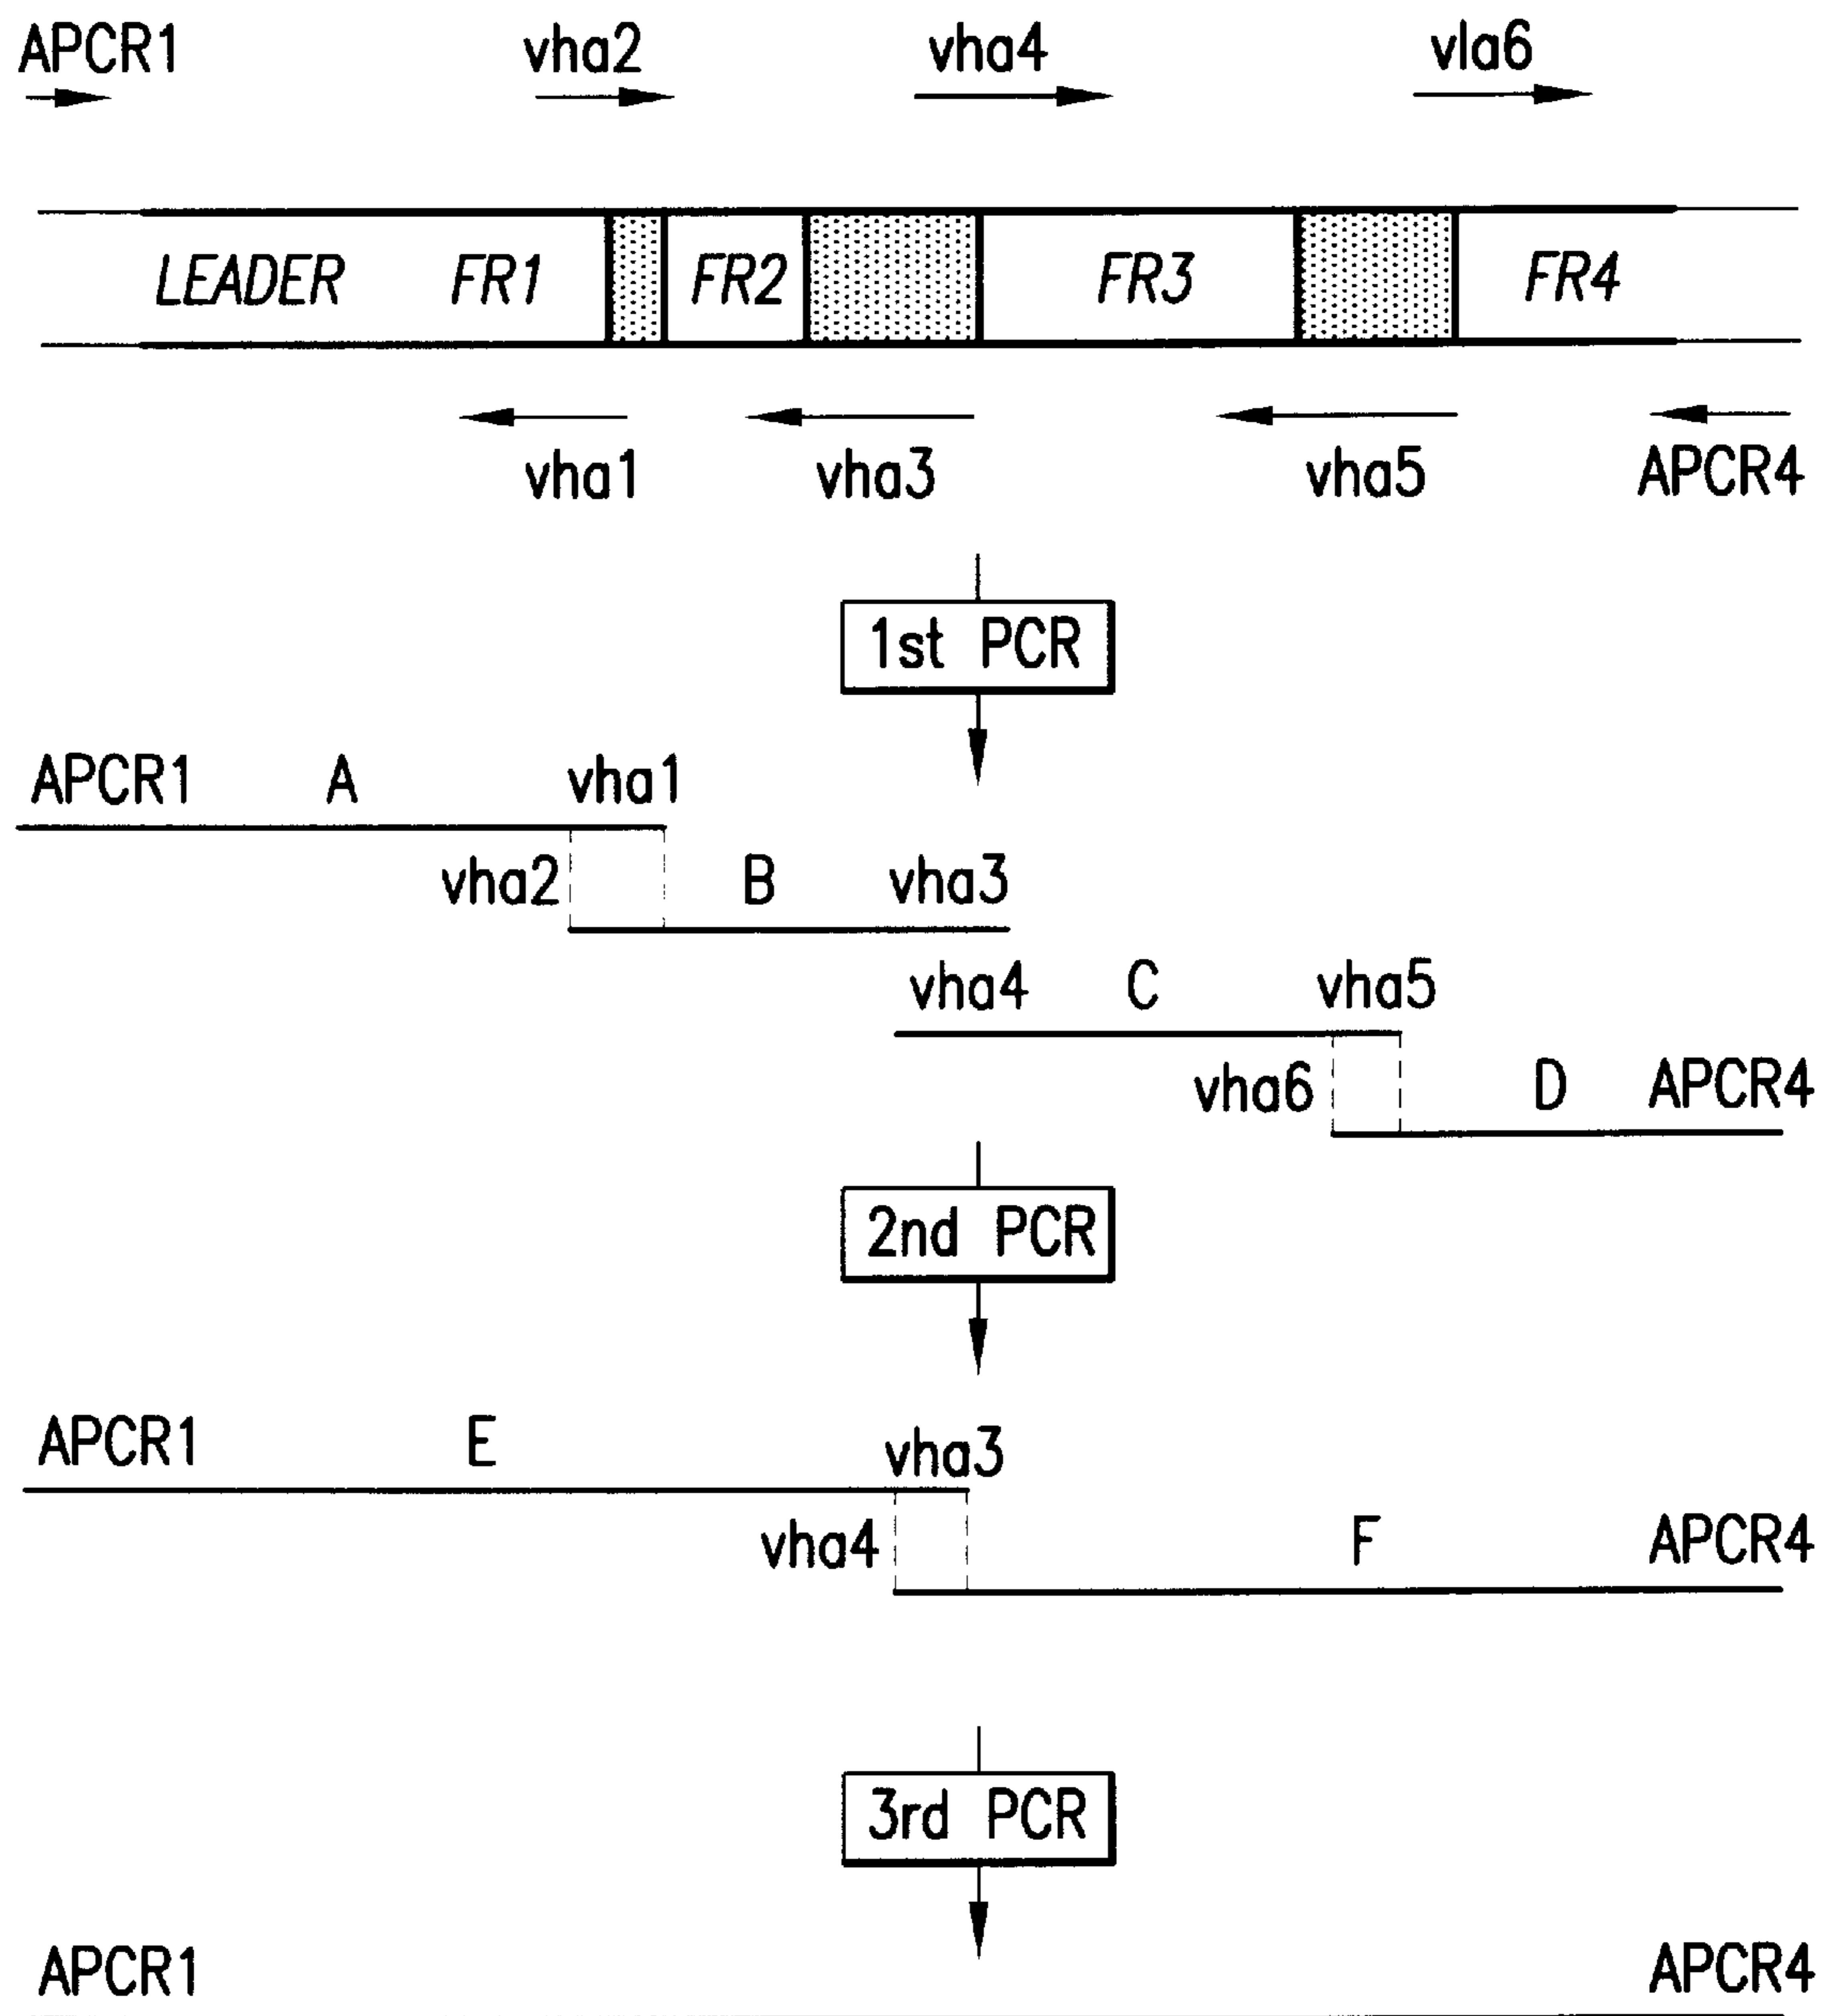 APCR1 vha2 vha4 vla6
LEADER FR1 FR2 FR3 FR4
vha1 vha3 vha5 APCR4
1st PCR
APCR1 A vha1
vha2 B vha3
vha4 C vha5
vha6 D APCR4
2nd PCR
APCR1 E vha3
vha4 F APCR4
3rd PCR
APCR1 APCR4